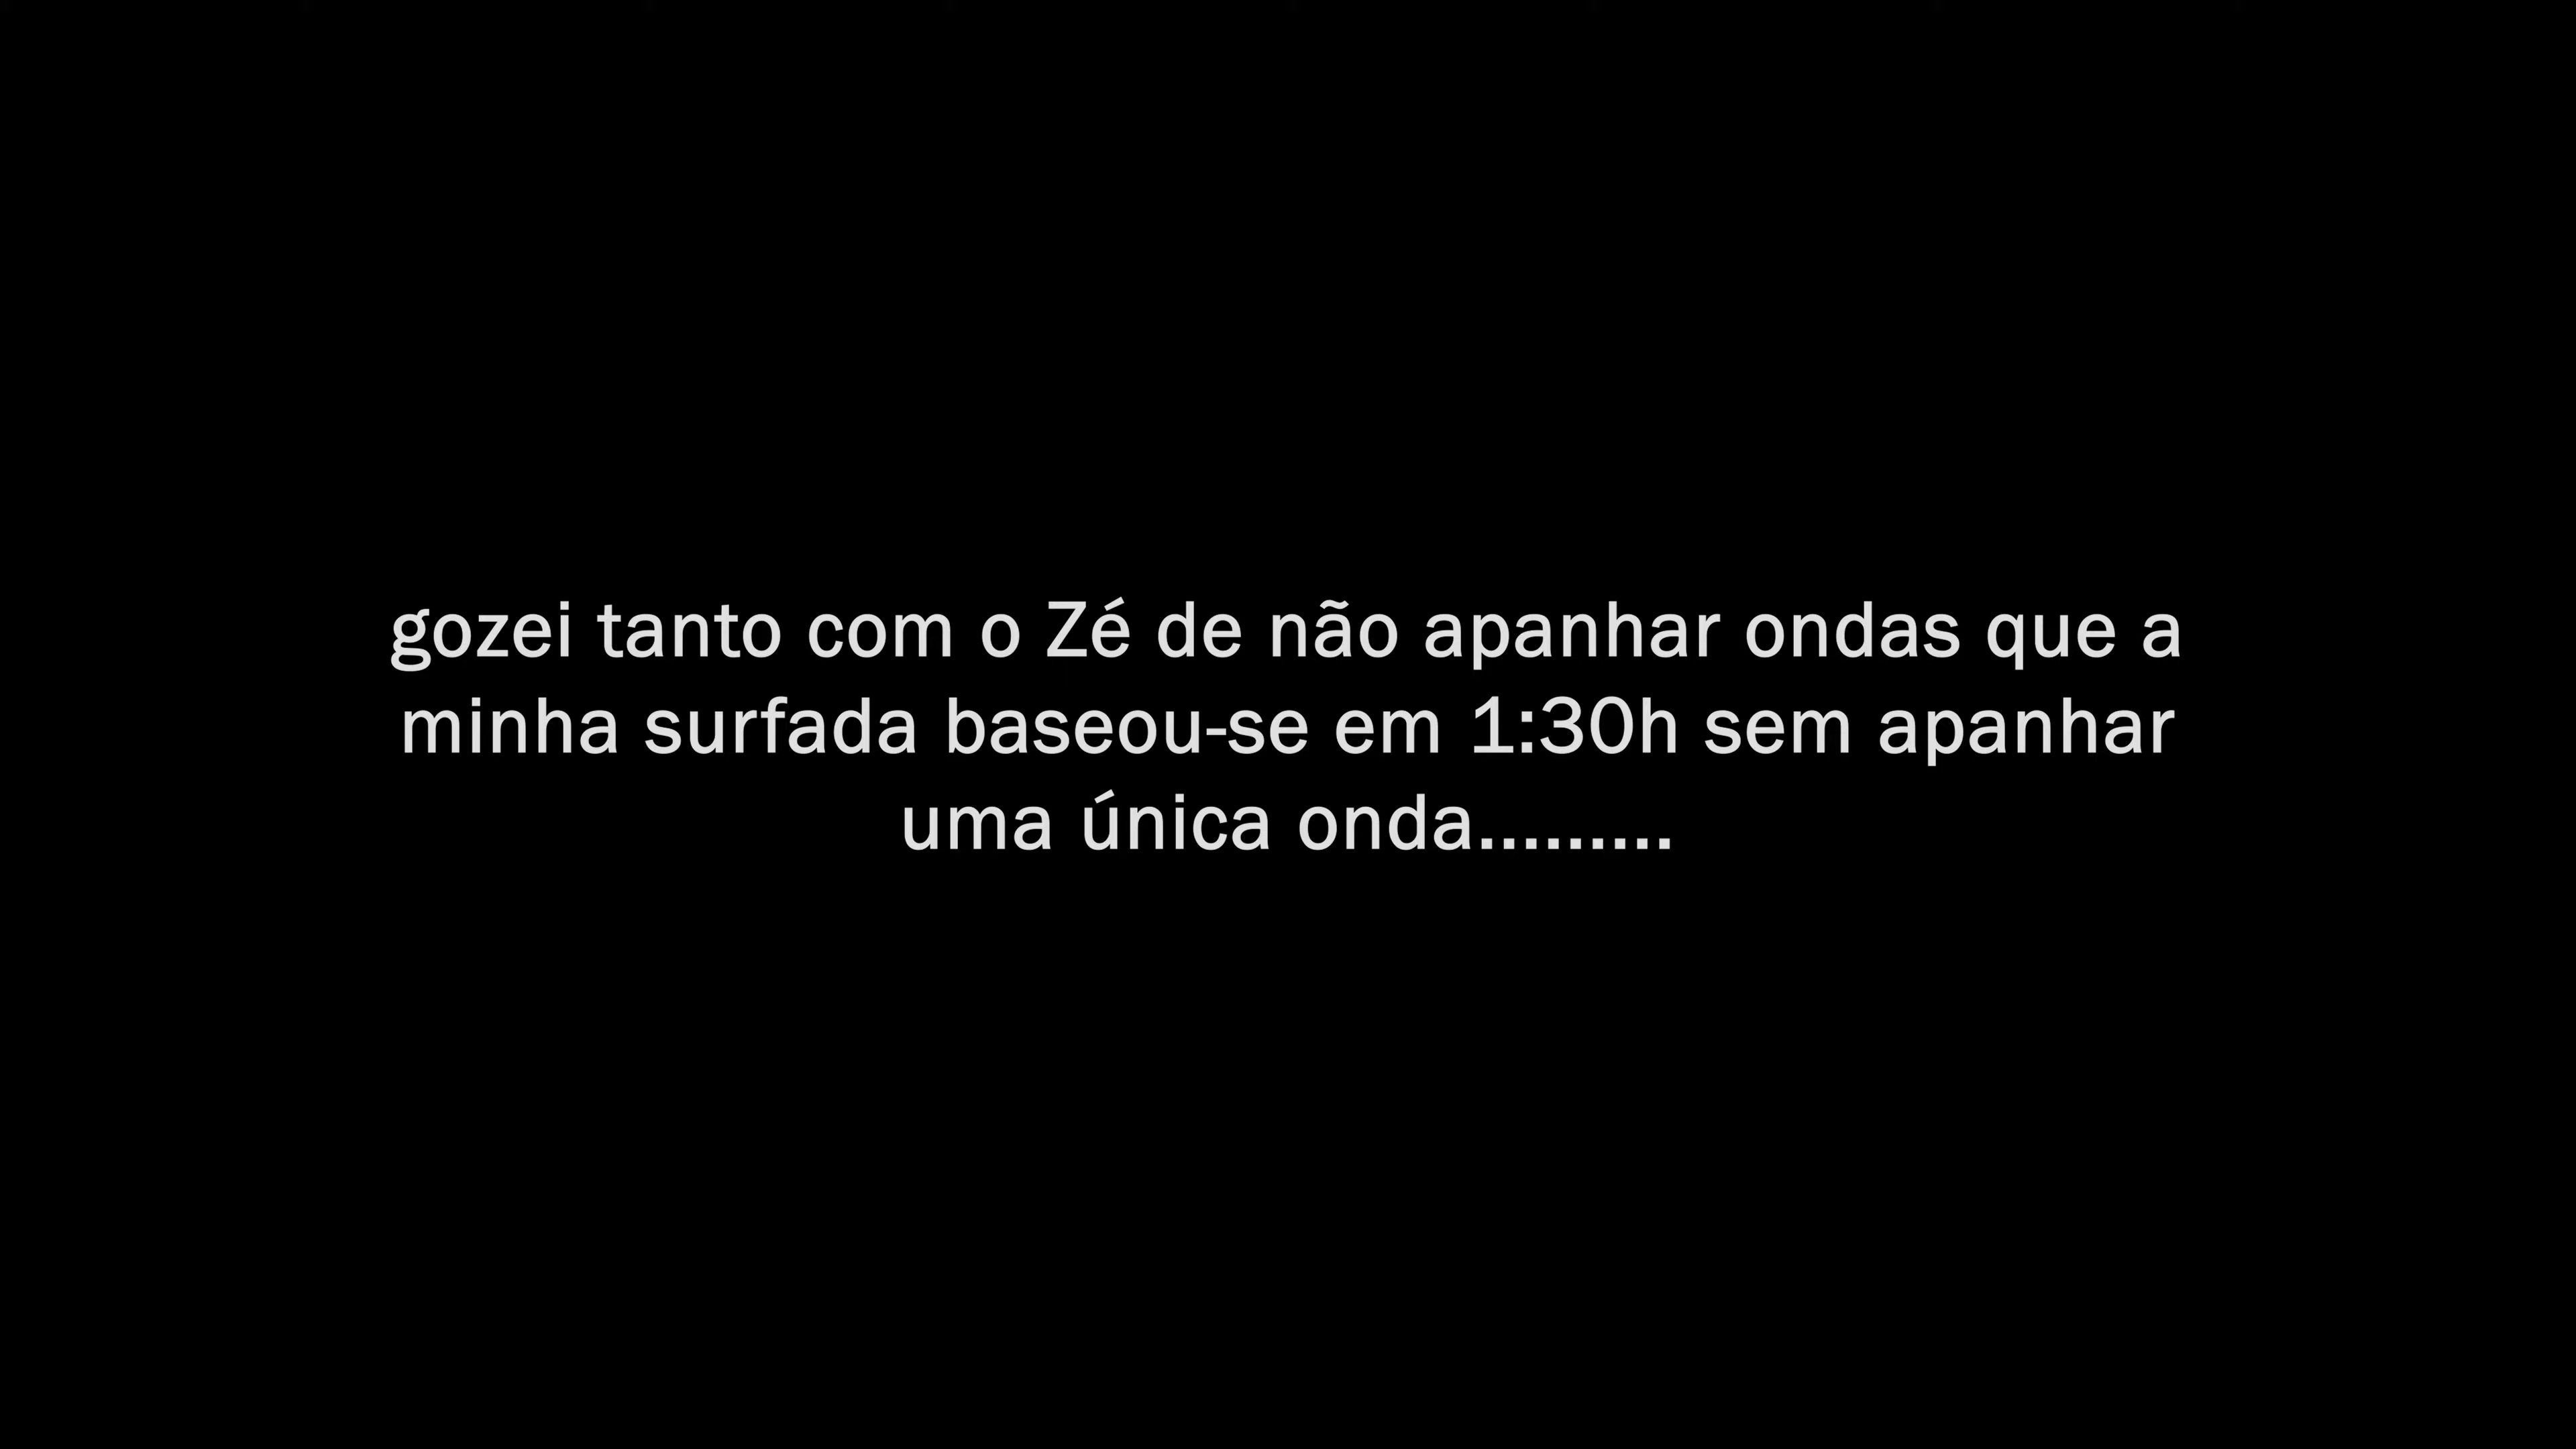 gozei tanto com o Zé de não apanhar ondas que a
minha surfada baseou-se em 1:30h sem apanhar
uma única onda.........